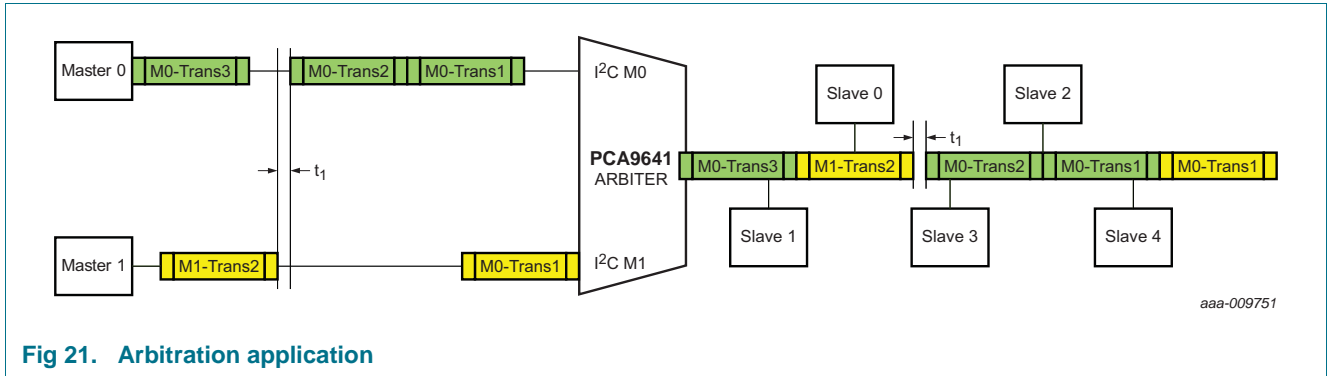 Master 0
M0-Trans3
M0-Trans2
M0-Trans1
I²C M0
t1
Master 1
M1-Trans2
M0-Trans1
I²C M1
PCA9641
ARBITER
Slave 0
Slave 2
t1
M0-Trans3
M1-Trans2
M0-Trans2
M0-Trans1
M0-Trans1
Slave 1
Slave 3
Slave 4
aaa-009751
Fig 21. Arbitration application